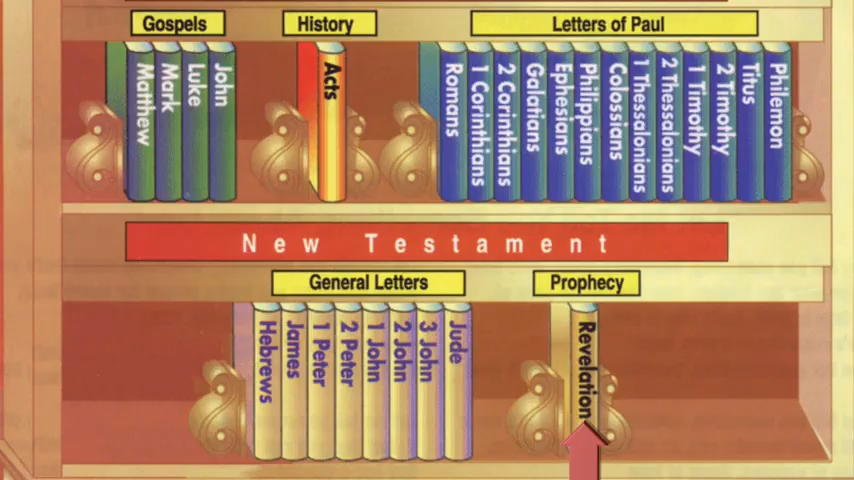 Gospels
History
Letters of Paul
Matthew
Mark
Luke
John
Acts
Romans
1 Corinthians
2 Corinthians
Galatians
Ephesians
Philippians
Colossians
1 Thessalonians
2 Thessalonians
1 Timothy
2 Timothy
Titus
Philemon
New Testament
General Letters
Prophecy
Hebrews
James
1 Peter
2 Peter
1 John
2 John
3 John
Jude
Revelation